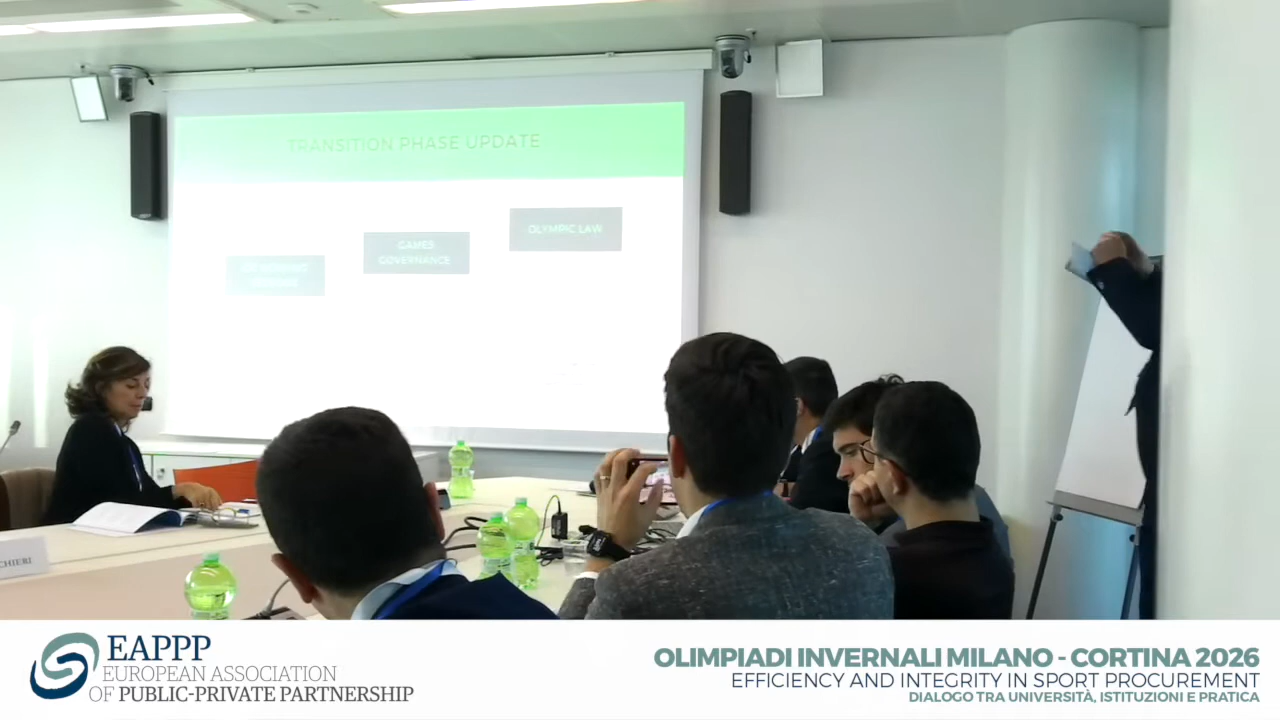 TRANSITION PHASE UPDATE
OLYMPIC LAW
GAMES
GOVERNANCE
CHIERI
EAPPP
EUROPEAN ASSOCIATION
OF PUBLIC-PRIVATE PARTNERSHIP
OLIMPIADI INVERNALI MILANO - CORTINA 2026
EFFICIENCY AND INTEGRITY IN SPORT PROCUREMENT
DIALOGO TRA UNIVERSITÀ, ISTITUZIONI E PRATICA